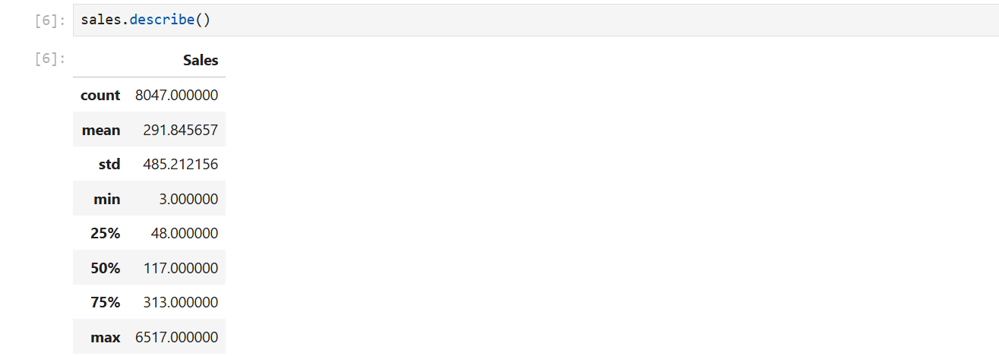 [6]: sales.describe()
[6]: Sales
count 8047.000000
mean 291.845657
std 485.212156
min 3.000000
25% 48.000000
50% 117.000000
75% 313.000000
max 6517.000000